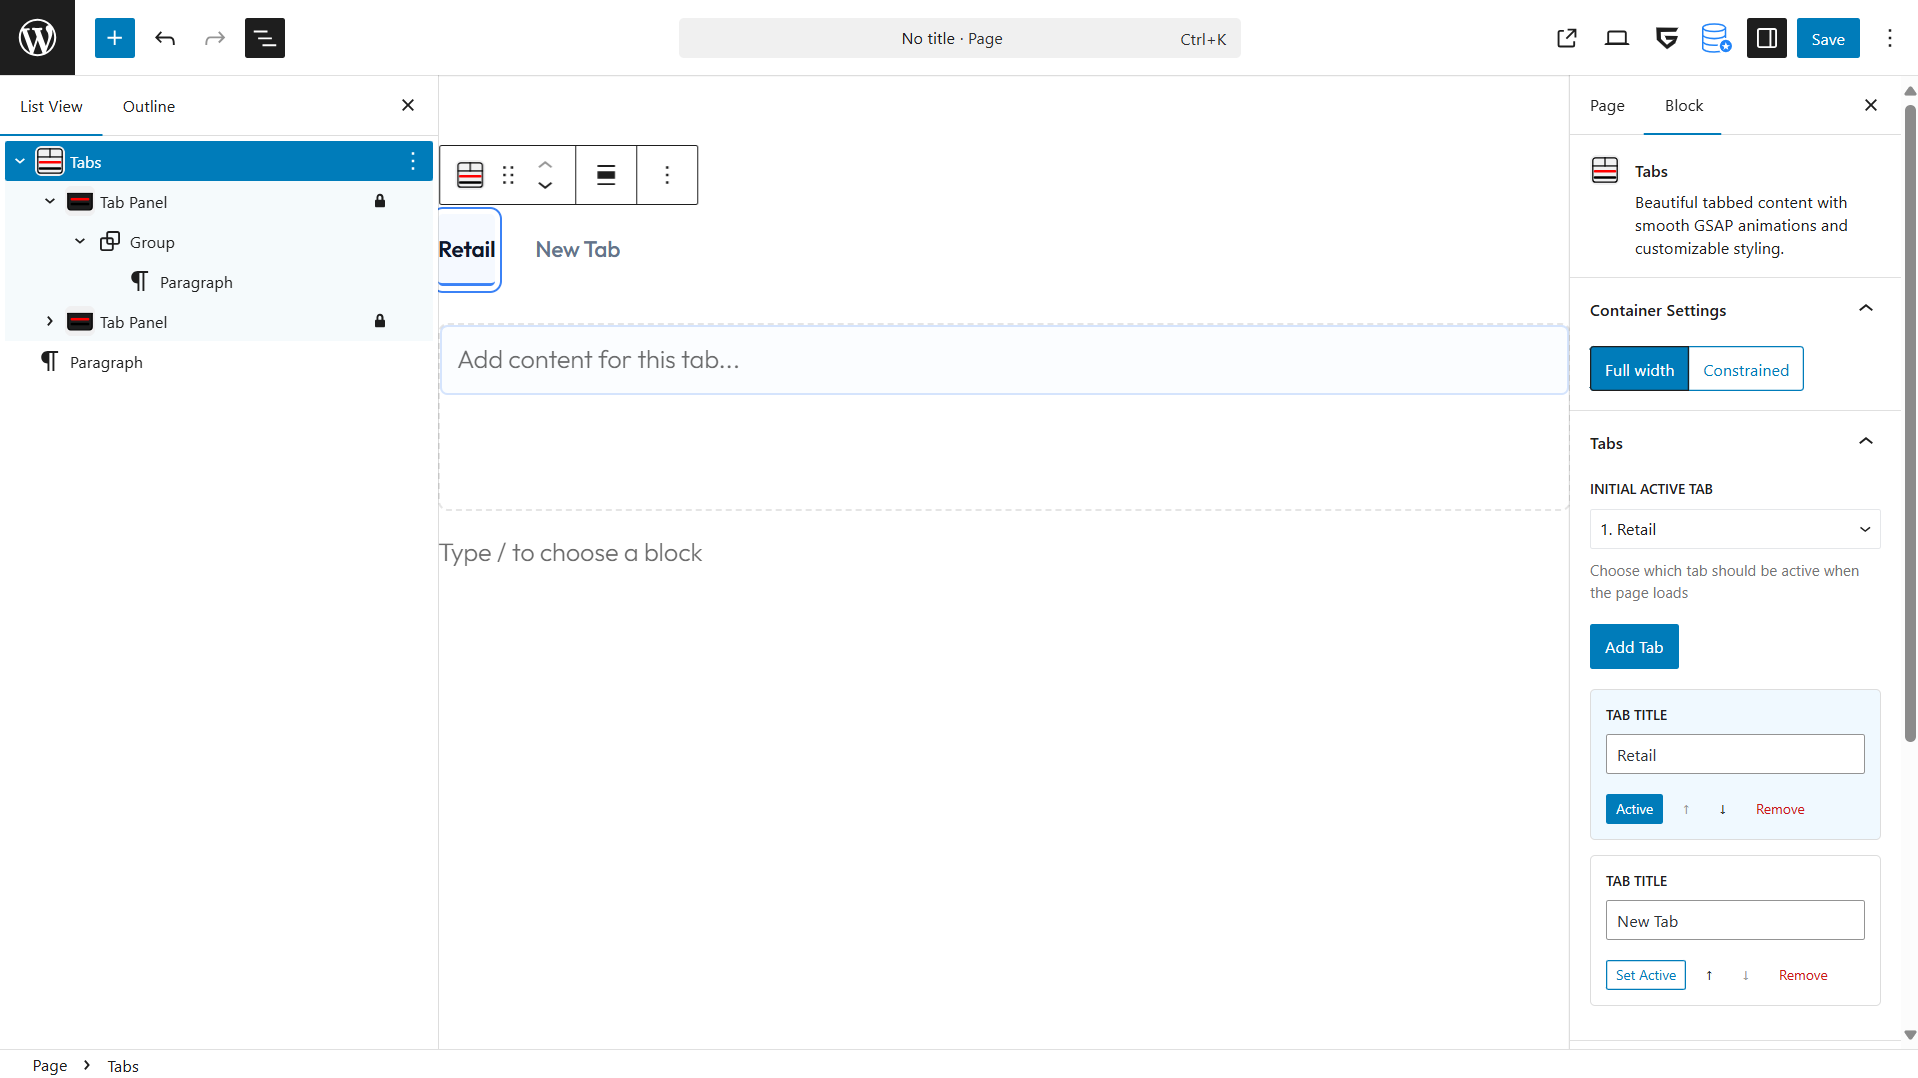 No title · Page
Ctrl+K
Save
List View
Outline
Tabs
Tab Panel
Group
Paragraph
Tab Panel
Paragraph
Retail
New Tab
Add content for this tab...
Type / to choose a block
Page
Block
Tabs
Beautiful tabbed content with
smooth GSAP animations and
customizable styling.
Container Settings
Full width
Constrained
Tabs
INITIAL ACTIVE TAB
1. Retail
Choose which tab should be active when
the page loads
Add Tab
TAB TITLE
Retail
Active
↑
↓
Remove
TAB TITLE
New Tab
Set Active
↑
↓
Remove
Page
Tabs